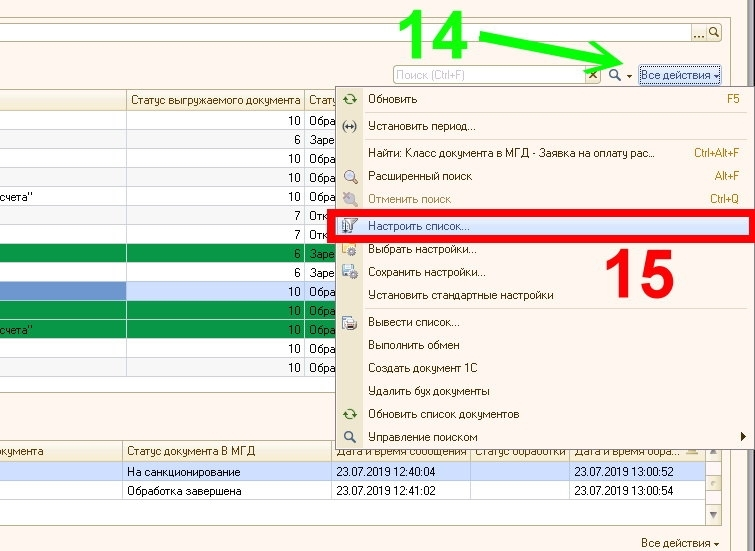 14
...
Поиск (Ctrl+F)
Все действия
Статус выгружаемого документа
Обновить F5
10 Обра
Установить период...
6 Заре
Найти: Класс документа в МГД - Заявка на оплату рас... Ctrl+Alt+F
10 Обра
Расширенный поиск Alt+F
10 Обра
Отменить поиск Ctrl+Q
счета" 10 Обра
7 Отк
Настроить список...
7 Отк
Выбрать настройки...
6 Заре
15
Сохранить настройки...
6 Заре
Установить стандартные настройки
10 Обра
10 Обра
Вывести список...
счета" 10 Обра
Выполнить обмен
10 Обра
Создать документ 1С
10 Обра
Удалить бух документы
Обновить список документов
Управление поиском
Статус документа В МГД Дата и время сообщения Статус обработки Дата и время обра...
На санкционирование 23.07.2019 12:40:04 23.07.2019 13:00:52
Обработка завершена 23.07.2019 12:41:02 23.07.2019 13:00:54
Все действия